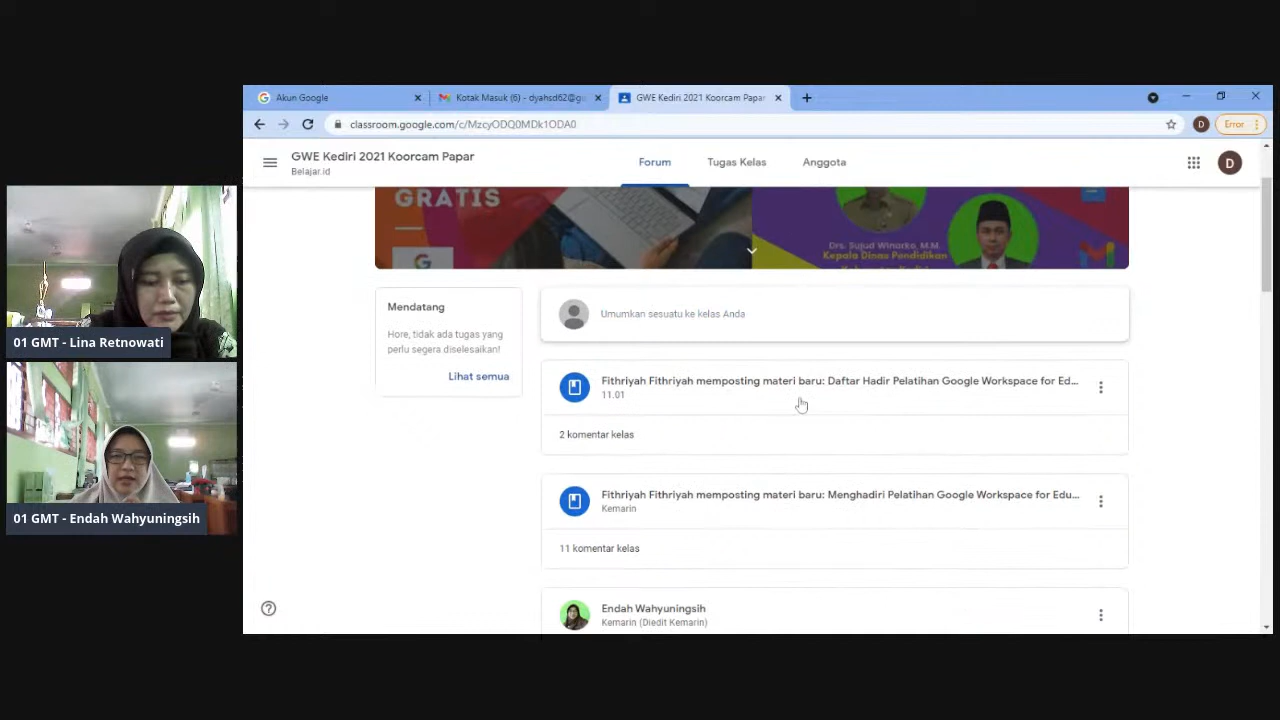 Akun Google
Kotak Masuk (6) - dyahsd62@gu
GWE Kediri 2021 Koorcam Papar
classroom.google.com/c/MzcyODQ0MDk1ODA0
D
Error
GWE Kediri 2021 Koorcam Papar
Belajar.id
Forum
Tugas Kelas
Anggota
D
GRATIS
G
Drs. Sujud Winarko, M.M.
Kepala Dinas Pendidikan
Mendatang
Hore, tidak ada tugas yang
perlu segera diselesaikan!
Lihat semua
Umumkan sesuatu ke kelas Anda
Fithriyah Fithriyah memposting materi baru: Daftar Hadir Pelatihan Google Workspace for Ed...
11.01
2 komentar kelas
Fithriyah Fithriyah memposting materi baru: Menghadiri Pelatihan Google Workspace for Edu...
Kemarin
11 komentar kelas
Endah Wahyuningsih
Kemarin (Diedit Kemarin)
01 GMT - Lina Retnowati
01 GMT - Endah Wahyuningsih